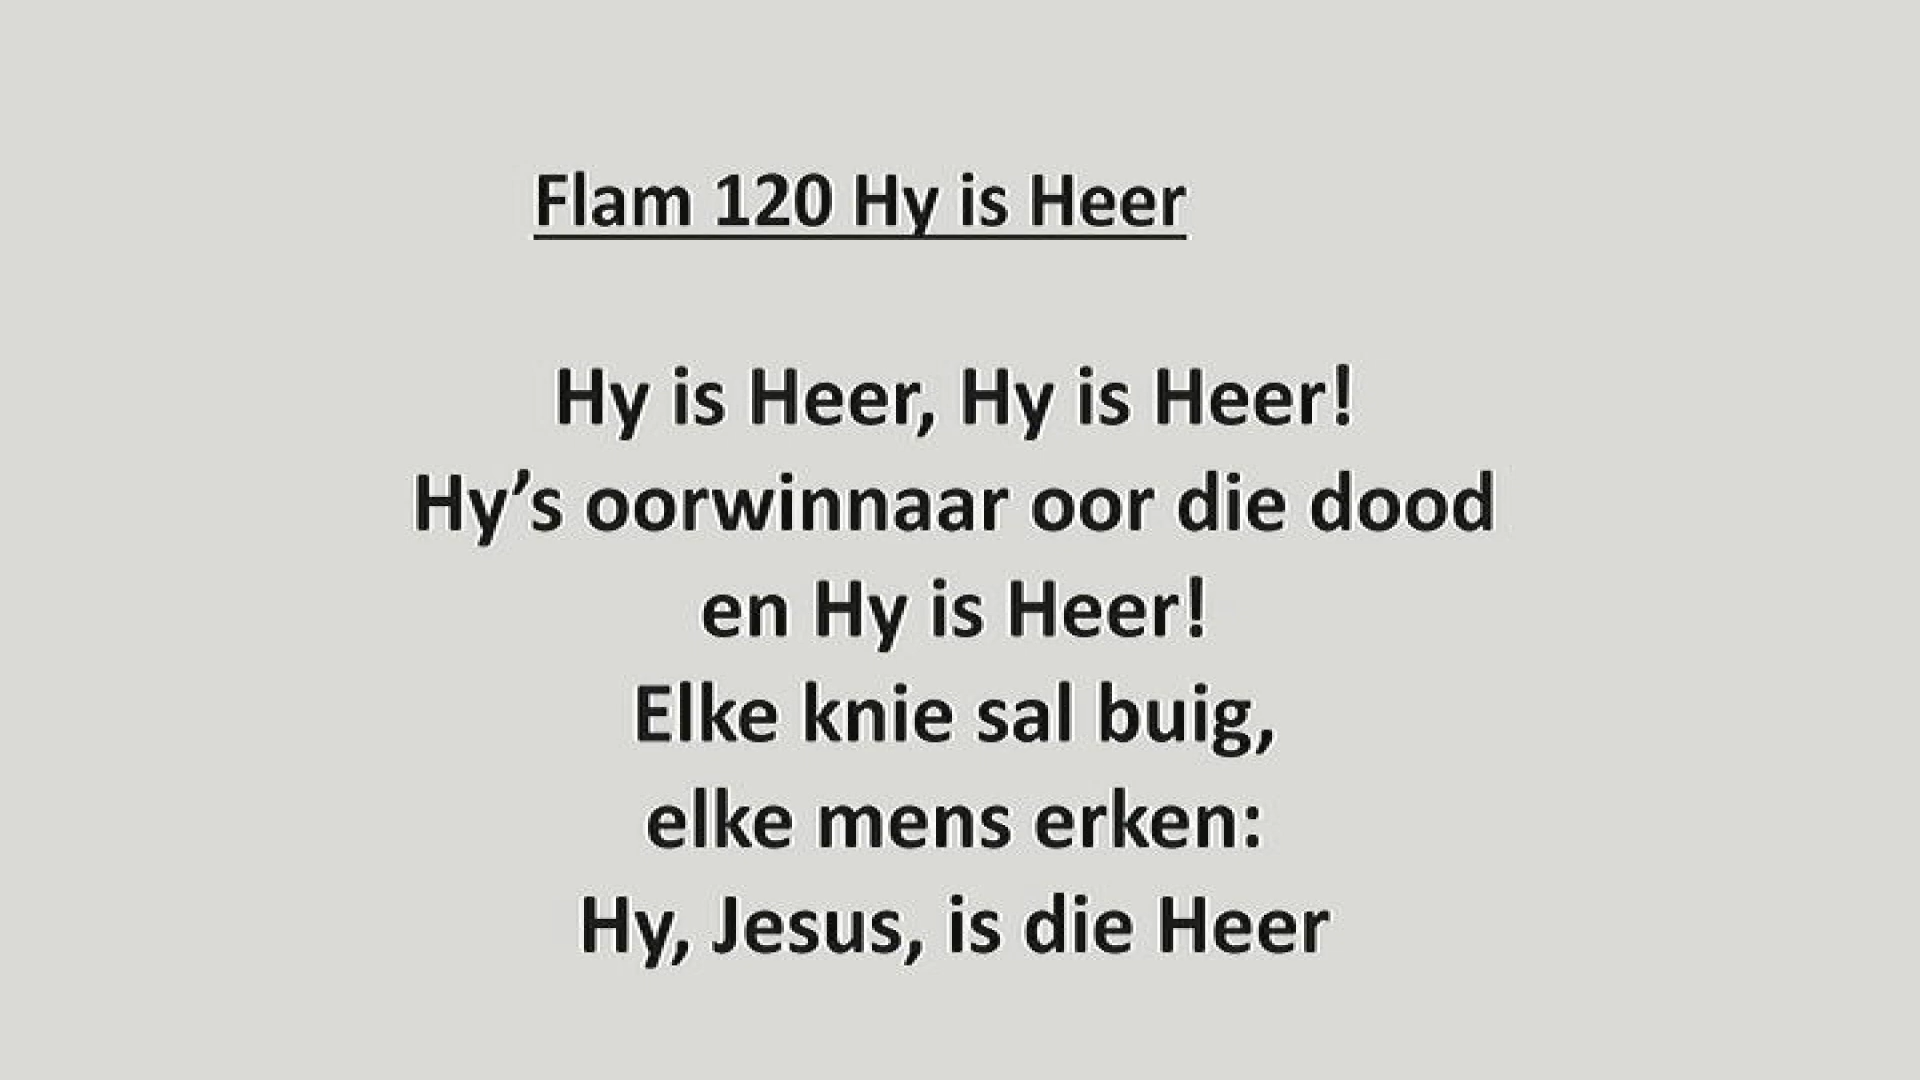 Flam 120 Hy is Heer
Hy is Heer, Hy is Heer!
Hy’s oorwinnaar oor die dood
en Hy is Heer!
Elke knie sal buig,
elke mens erken:
Hy, Jesus, is die Heer